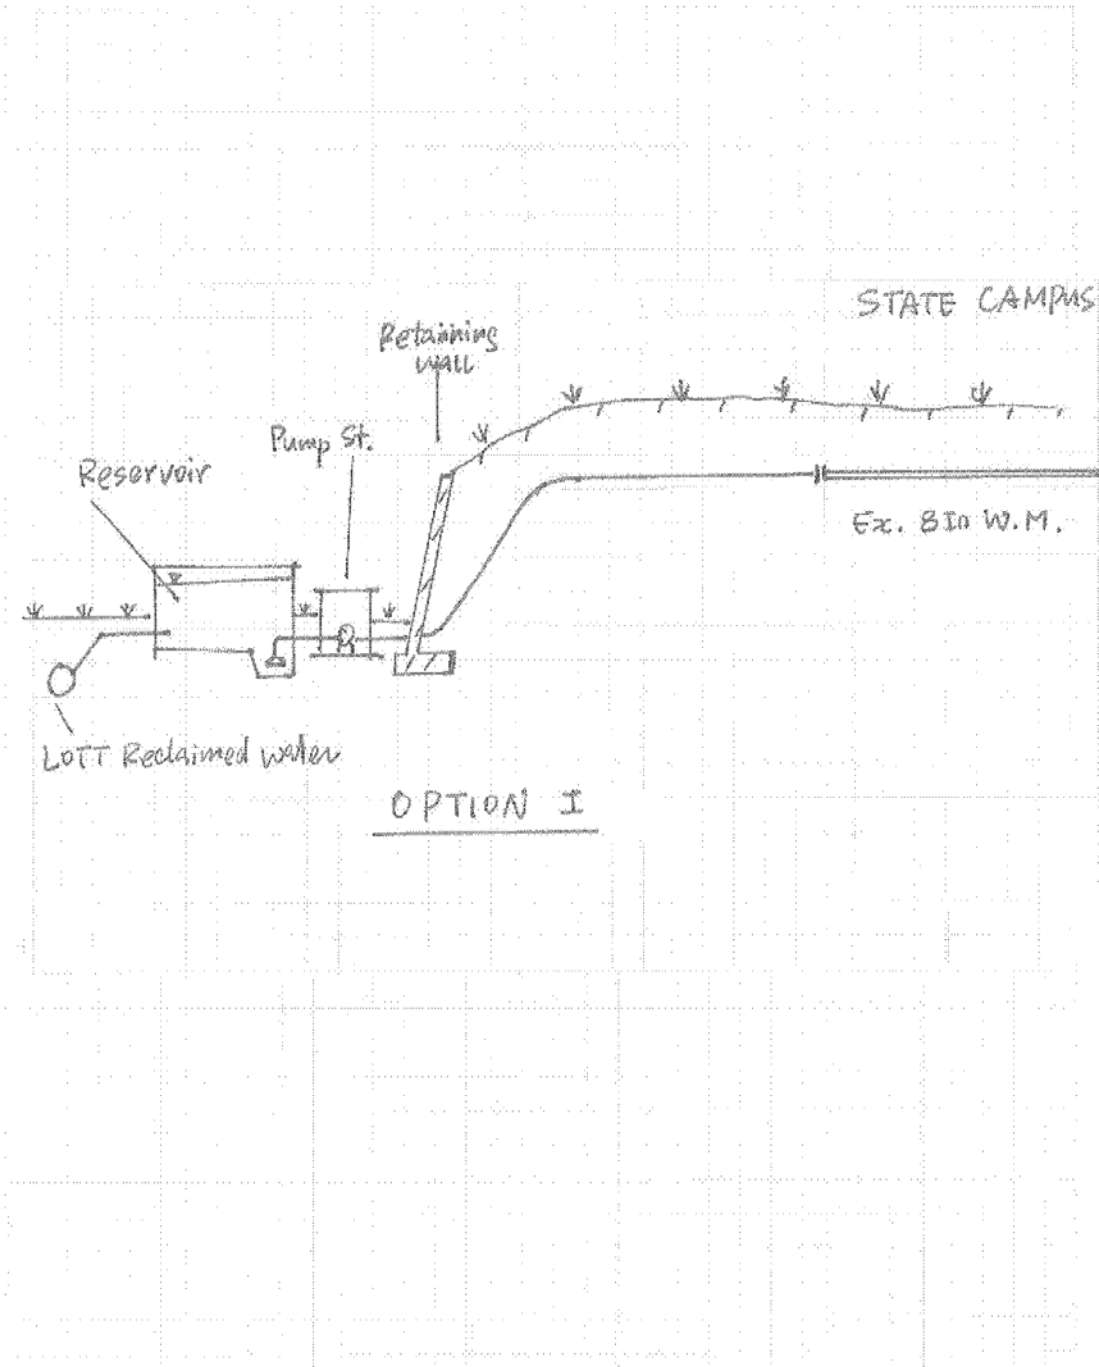 STATE CAMPUS
Retaining
WALL
Pump St.
Reservoir
Ex. 8In W.M.
LOTT Reclaimed water
OPTION I